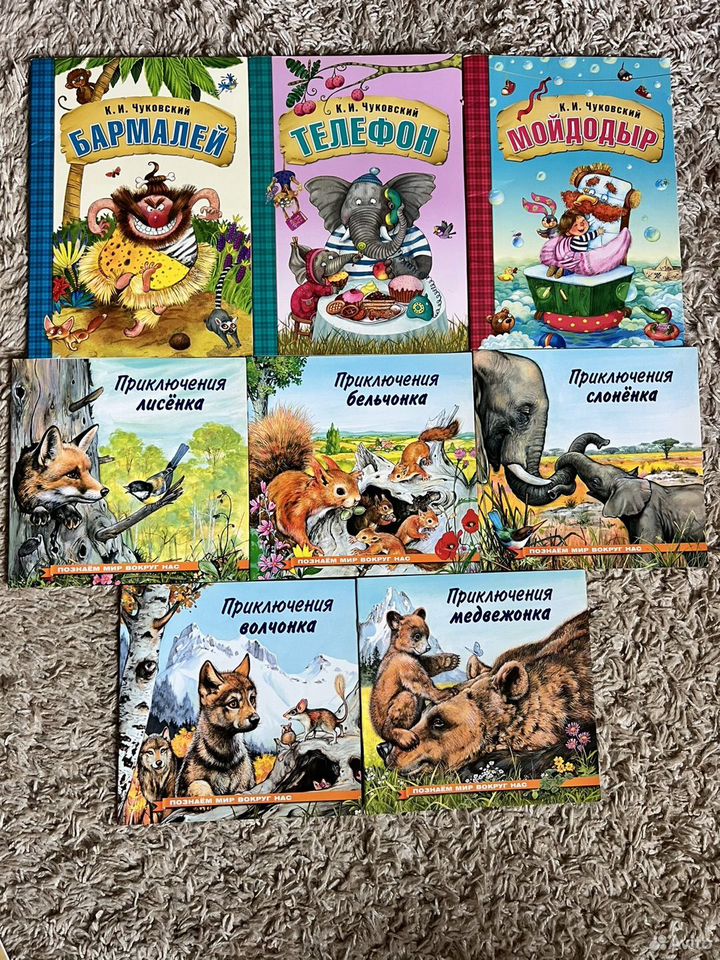 К. И. Чуковский
БАРМАЛЕЙ
К. И. Чуковский
ТЕЛЕФОН
К. И. Чуковский
МОЙДОДЫР
Приключения
лисёнка
ПОЗНАЁМ МИР ВОКРУГ НАС
Приключения
бельчонка
ПОЗНАЁМ МИР ВОКРУГ НАС
Приключения
слонёнка
ПОЗНАЁМ МИР ВОКРУГ НАС
Приключения
волчонка
ПОЗНАЁМ МИР ВОКРУГ НАС
Приключения
медвежонка
ПОЗНАЁМ МИР ВОКРУГ НАС
Avito